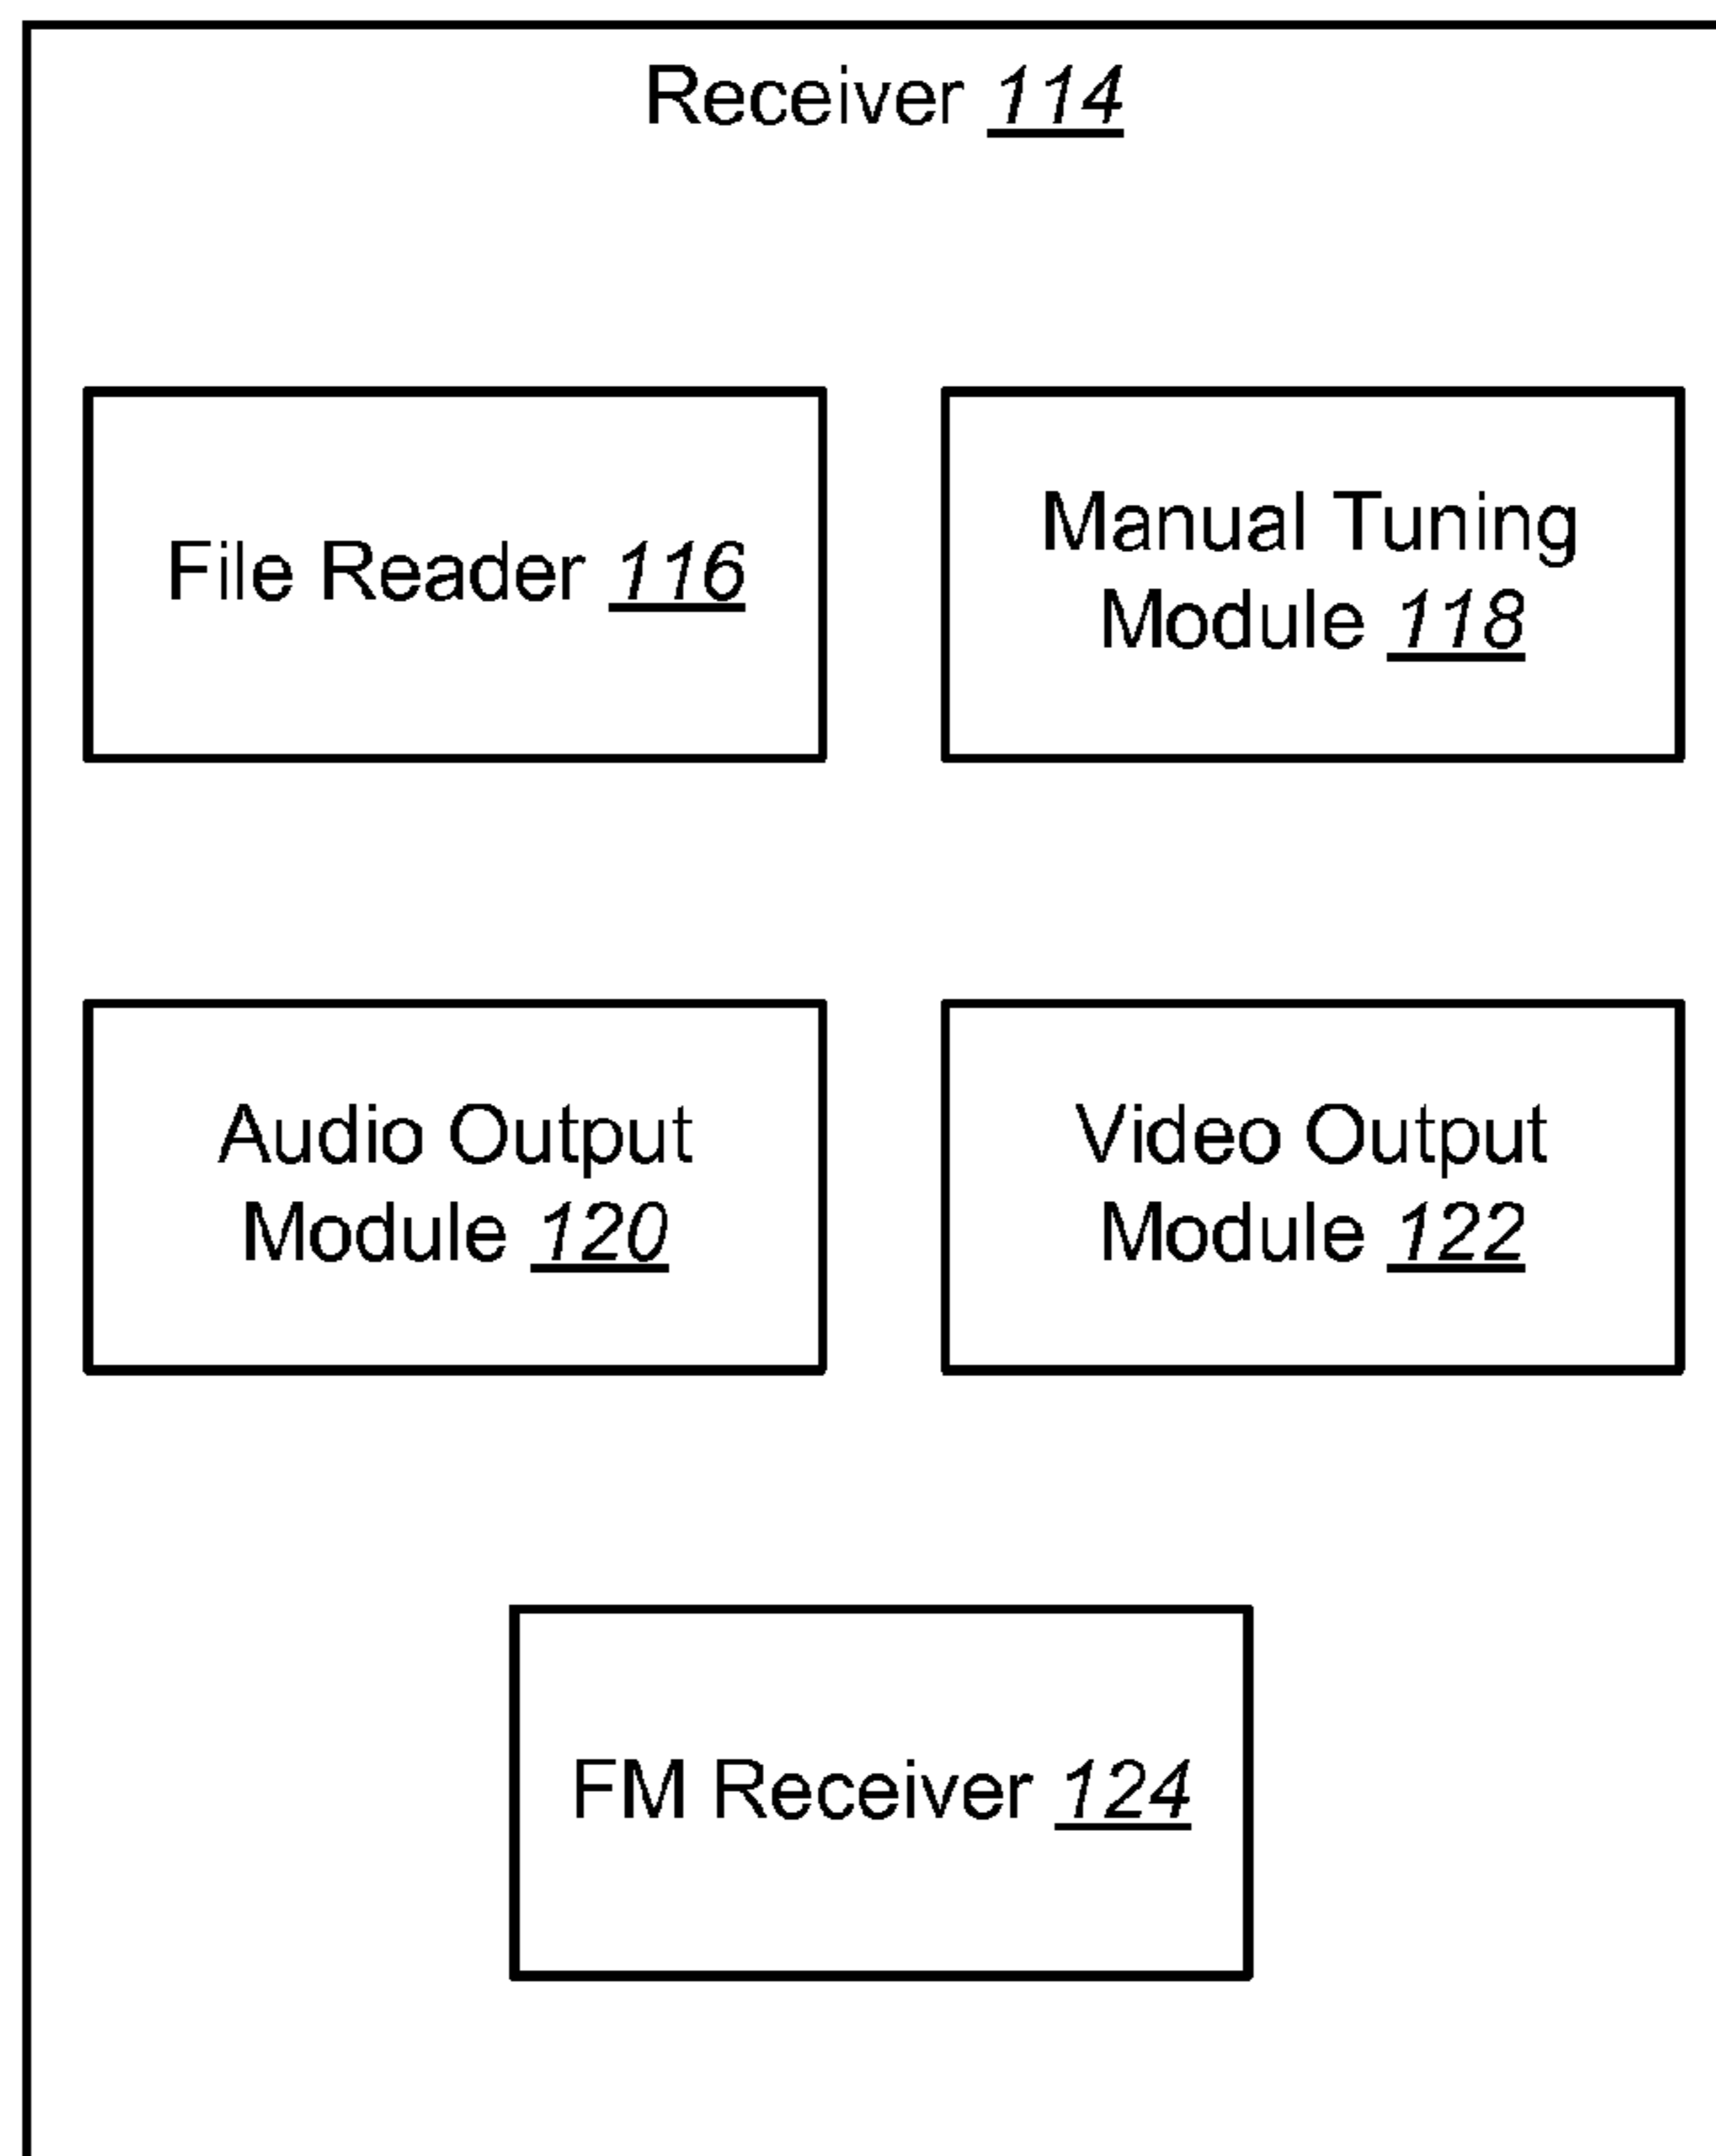 Receiver 114
File Reader 116
Manual Tuning
Module 118
Audio Output
Module 120
Video Output
Module 122
FM Receiver 124